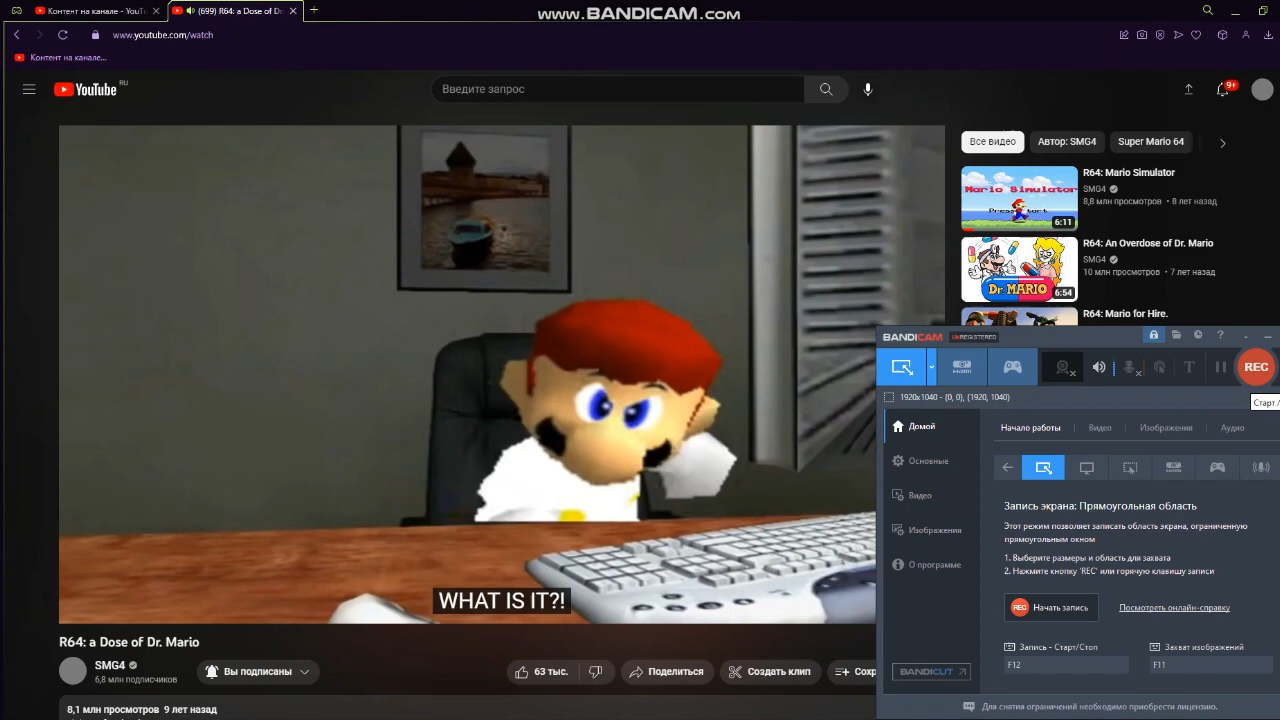 Контент на канале - YouTu
(699) R64: a Dose of Dr.
www.BANDICAM.com
www.youtube.com/watch
Контент на канале...
YouTube RU
Введите запрос
9+
Все видео
Автор: SMG4
Super Mario 64
Mario Simulator
6:11
R64: Mario Simulator
SMG4
8,8 млн просмотров • 8 лет назад
Dr. MARIO
6:54
R64: An Overdose of Dr. Mario
SMG4
10 млн просмотров • 7 лет назад
R64: Mario for Hire.
WHAT IS IT?!
R64: a Dose of Dr. Mario
SMG4
6,8 млн подписчиков
Вы подписаны
63 тыс.
Поделиться
Создать клип
Сохр
8,1 млн просмотров 9 лет назад
BANDICAM UNREGISTERED
HDMI
REC
1920x1040 - (0, 0), (1920, 1040)
Старт /
Домой
Основные
Видео
Изображения
О программе
BANDICUT
Начало работы
Видео
Изображения
Аудио
Запись экрана: Прямоугольная область
Этот режим позволяет записать область экрана, ограниченную
прямоугольным окном
1. Выберите размеры и область для захвата
2. Нажмите кнопку 'REC' или горячую клавишу записи
REC Начать запись
Посмотреть онлайн-справку
Запись - Старт/Стоп
F12
Захват изображений
F11
Для снятия ограничений необходимо приобрести лицензию.